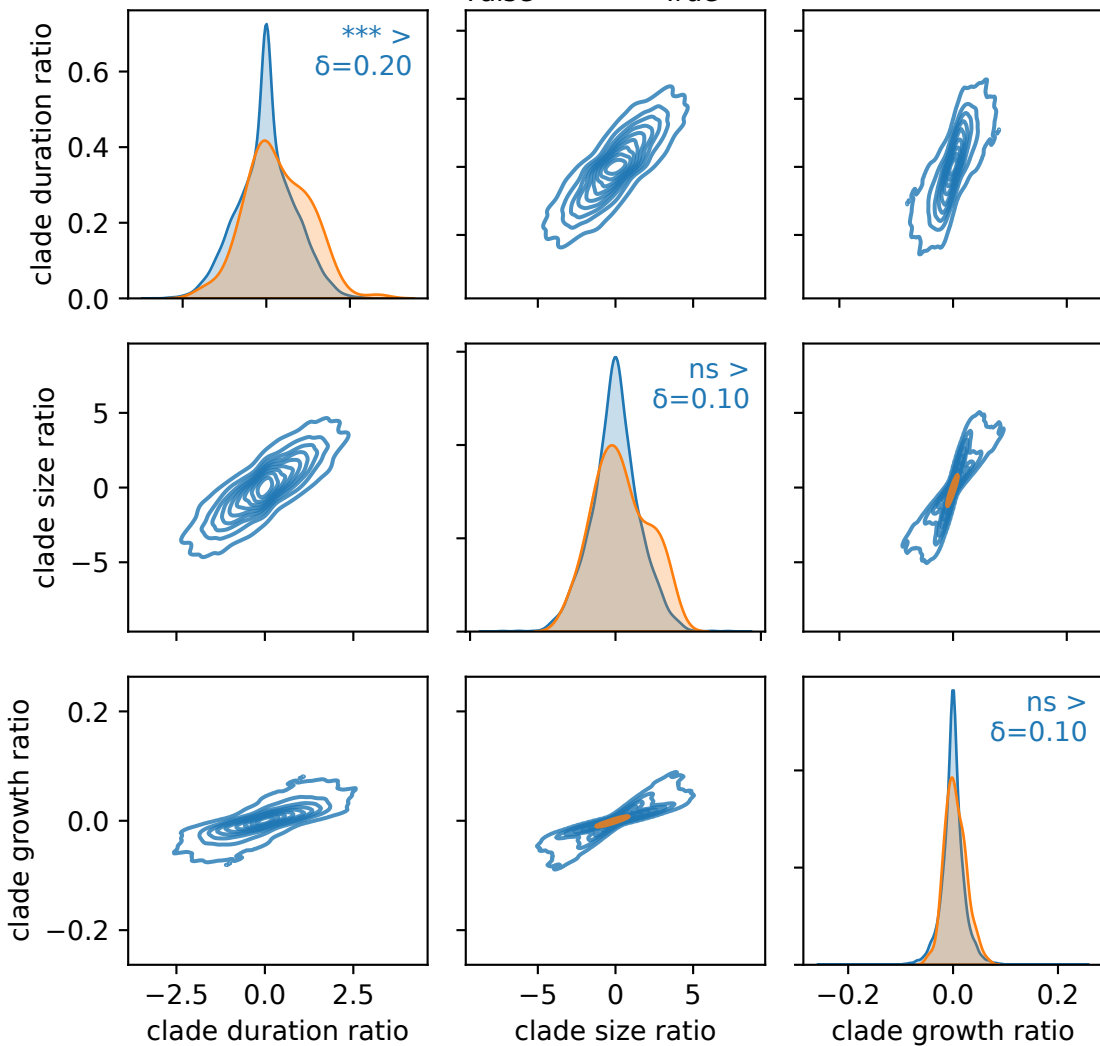 clade duration ratio
0.6
0.4
0.2
0.0
*** >
δ=0.20
clade size ratio
5
0
−5
ns >
δ=0.10
clade growth ratio
0.2
0.0
−0.2
ns >
δ=0.10
−2.5 0.0 2.5
−5 0 5
−0.2 0.0 0.2
clade duration ratio
clade size ratio
clade growth ratio